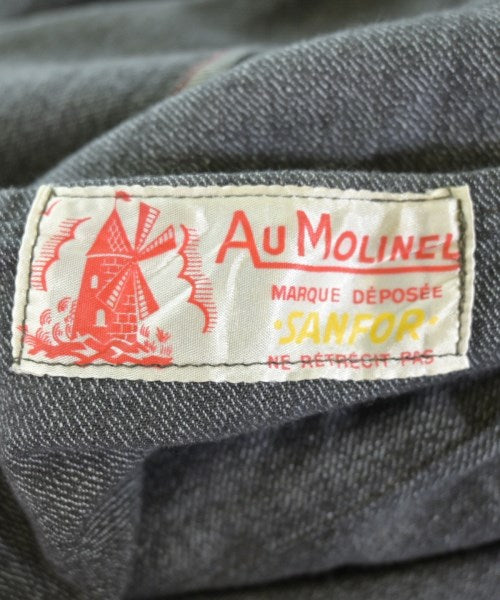 AU MOLINEL
MARQUE DÉPOSÉE
·SANFOR·
NE RÉTRÉCIT PAS